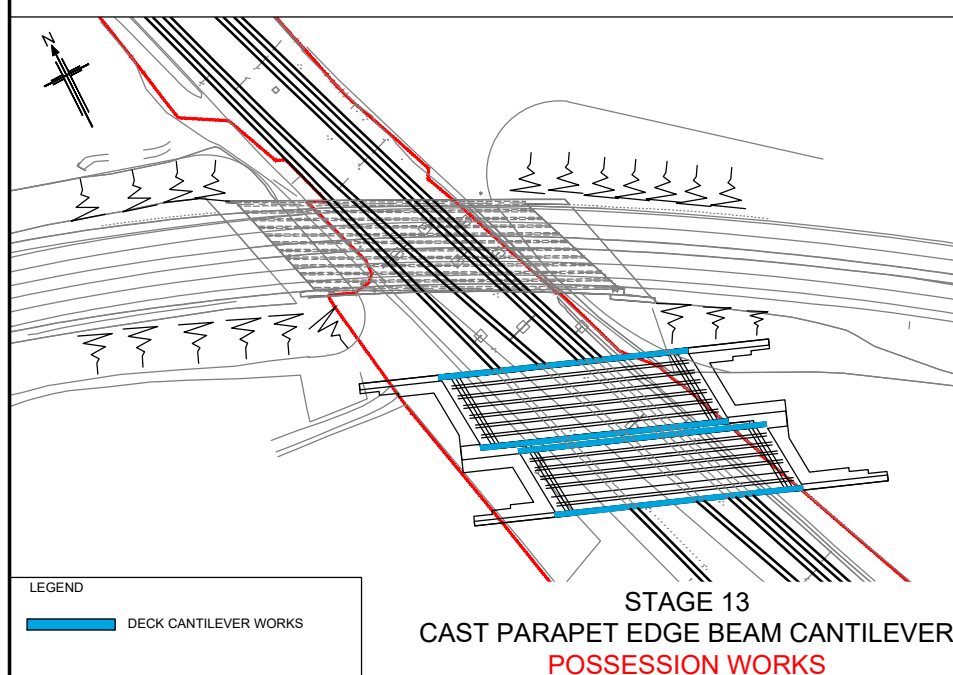 N
LEGEND
DECK CANTILEVER WORKS
STAGE 13
CAST PARAPET EDGE BEAM CANTILEVER
POSSESSION WORKS